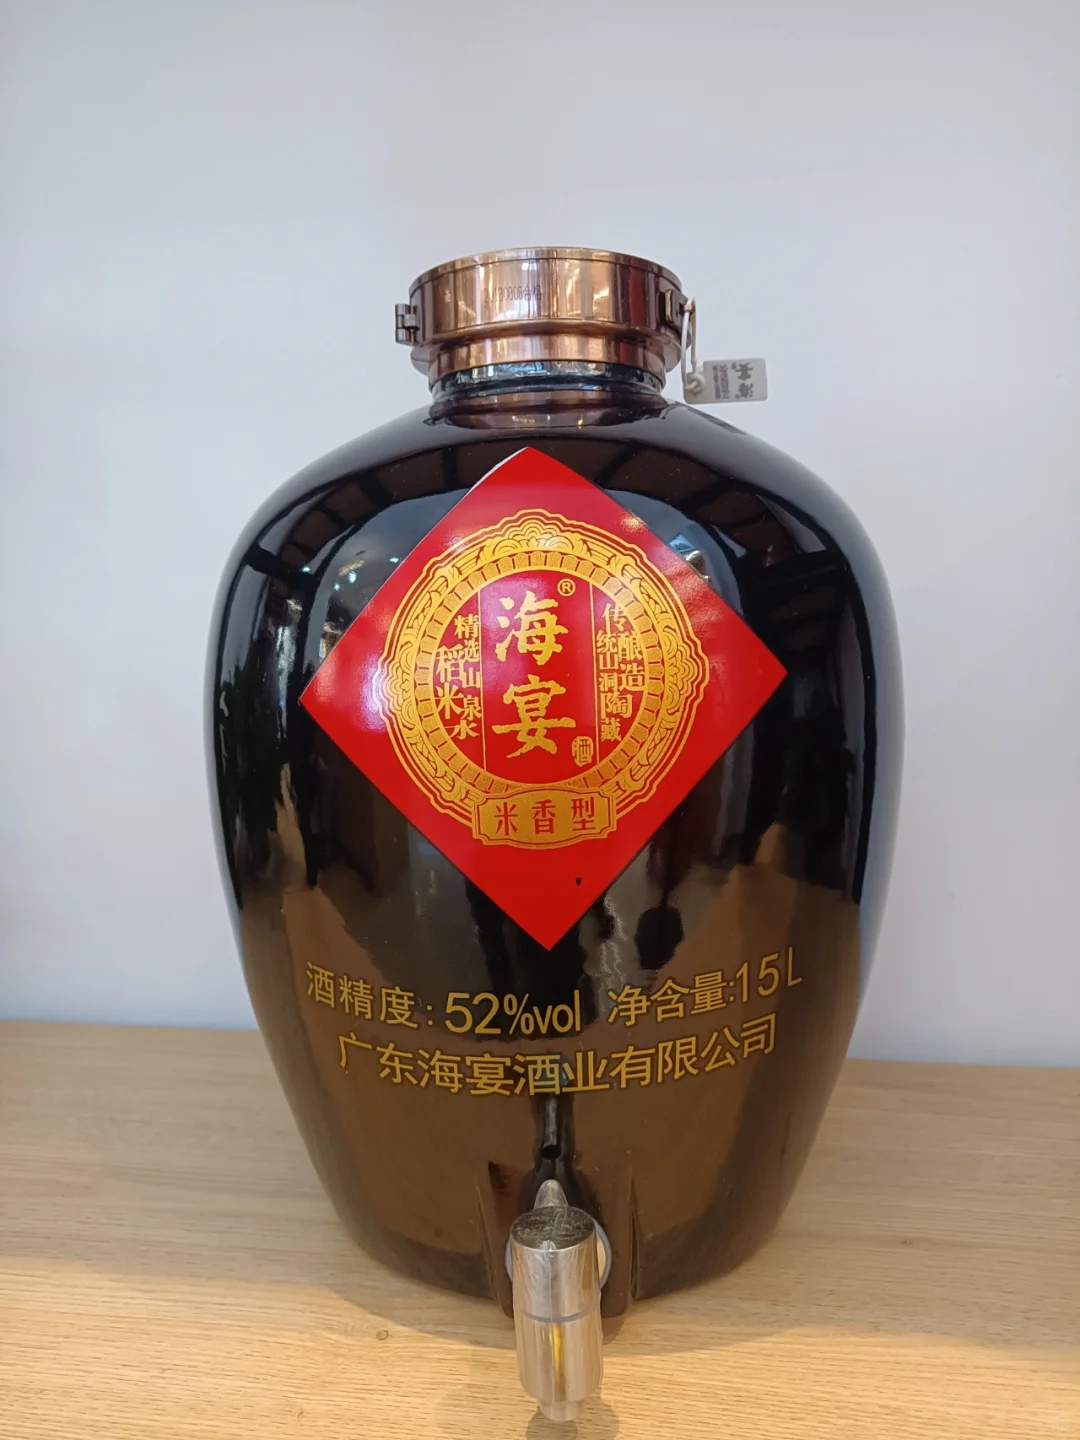 海宴®
酒
精选山泉水
稻米
传统酿造
山洞陶藏
米香型
酒精度:52%vol 净含量:15L
广东海宴酒业有限公司
海宴